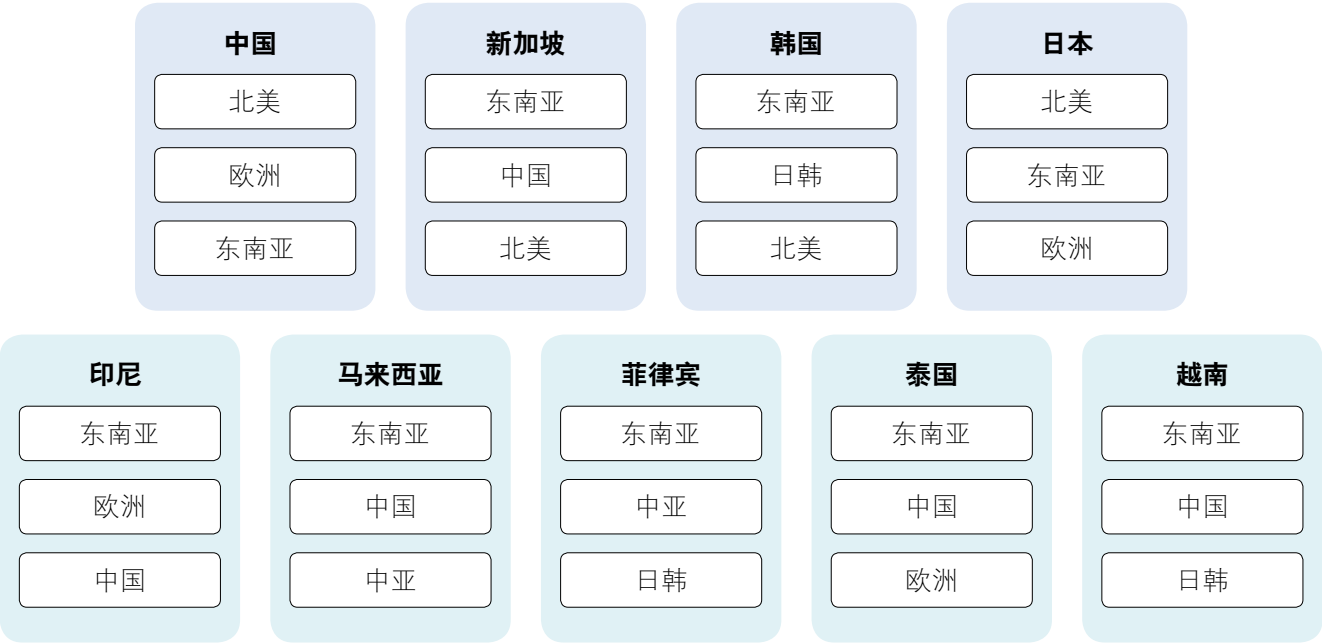 中国
北美
欧洲
东南亚
新加坡
东南亚
中国
北美
韩国
东南亚
日韩
北美
日本
北美
东南亚
欧洲
印尼
东南亚
欧洲
中国
马来西亚
东南亚
中国
中亚
菲律宾
东南亚
中亚
日韩
泰国
东南亚
中国
欧洲
越南
东南亚
中国
日韩